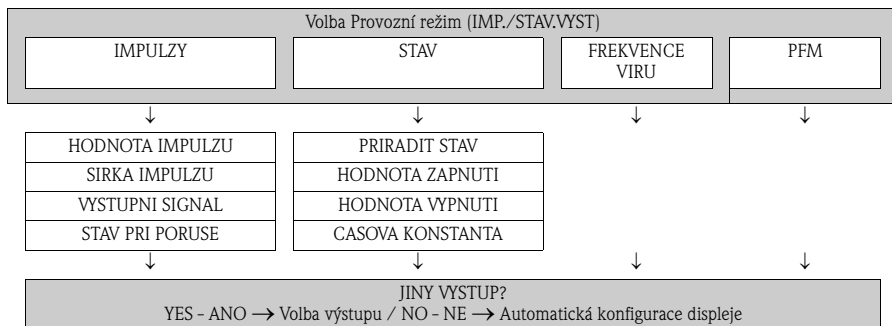 Volba Provozní režim (IMP./STAV.VYST)
IMPULZY STAV FREKVENCE VIRU PFM
↓ ↓ ↓ ↓
HODNOTA IMPULZU PRIRADIT STAV
SIRKA IMPULZU HODNOTA ZAPNUTI
VYSTUPNI SIGNAL HODNOTA VYPNUTI
STAV PRI PORUSE CASOVA KONSTANTA
↓ ↓ ↓ ↓
JINY VYSTUP?
YES – ANO → Volba výstupu / NO – NE → Automatická konfigurace displeje